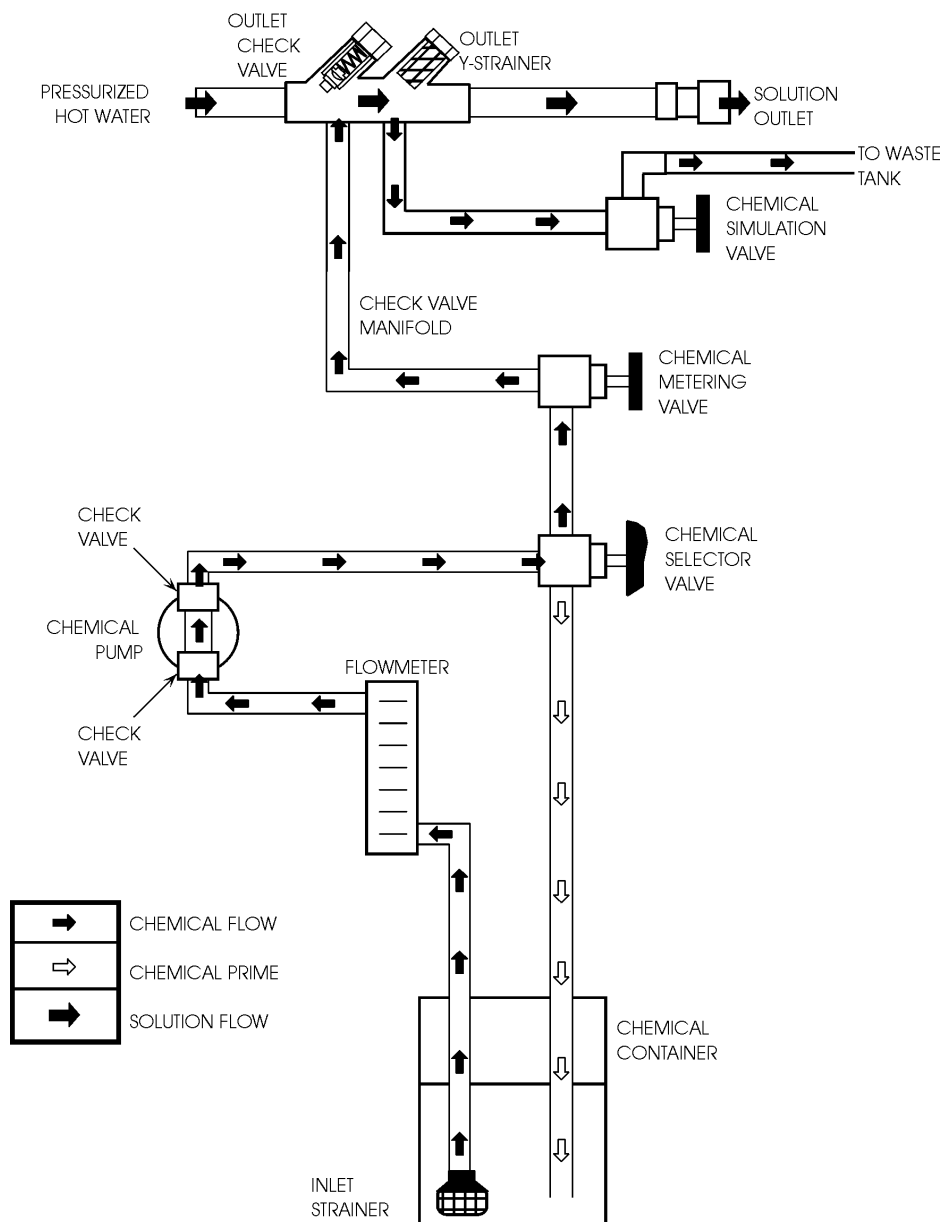 OUTLET
CHECK
VALVE
OUTLET
Y-STRAINER
PRESSURIZED
HOT WATER
SOLUTION
OUTLET
TO WASTE
TANK
CHEMICAL
SIMULATION
VALVE
CHECK VALVE
MANIFOLD
CHEMICAL
METERING
VALVE
CHECK
VALVE
CHEMICAL
SELECTOR
VALVE
CHEMICAL
PUMP
FLOWMETER
CHECK
VALVE
CHEMICAL FLOW
CHEMICAL PRIME
SOLUTION FLOW
CHEMICAL
CONTAINER
INLET
STRAINER